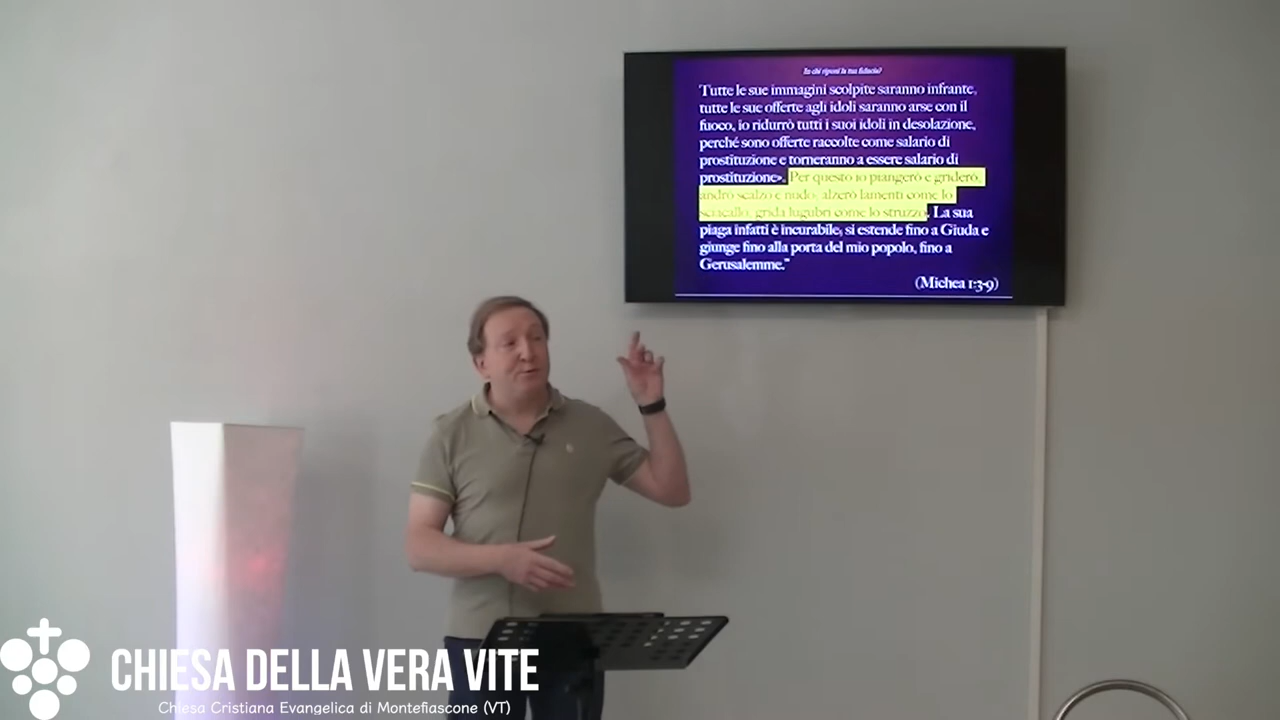 In chi riponi la tua fiducia?
Tutte le sue immagini scolpite saranno infrante,
tutte le sue offerte agli idoli saranno arse con il
fuoco, io ridurrò tutti i suoi idoli in desolazione,
perché sono offerte raccolte come salario di
prostituzione e torneranno a essere salario di
prostituzione». Per questo io piangerò e griderò,
andrò scalzo e nudo, alzerò lamenti come lo
sciacallo, grida lugubri come lo struzzo. La sua
piaga infatti è incurabile, si estende fino a Giuda e
giunge fino alla porta del mio popolo, fino a
Gerusalemme."
(Michea 1:3-9)
CHIESA DELLA VERA VITE
Chiesa Cristiana Evangelica di Montefiascone (VT)